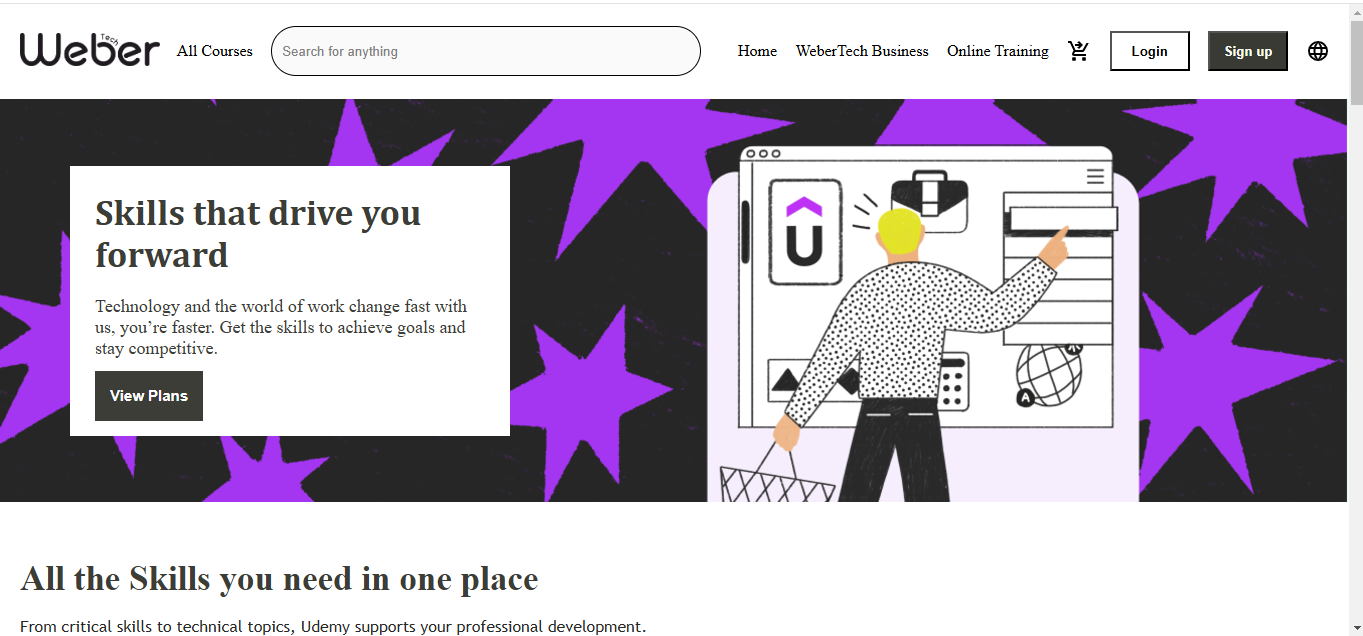 Weber
Tech
All Courses
Search for anything
Home
WeberTech Business
Online Training
Login
Sign up
Skills that drive you
forward
Technology and the world of work change fast with
us, you’re faster. Get the skills to achieve goals and
stay competitive.
View Plans
U
A
All the Skills you need in one place
From critical skills to technical topics, Udemy supports your professional development.